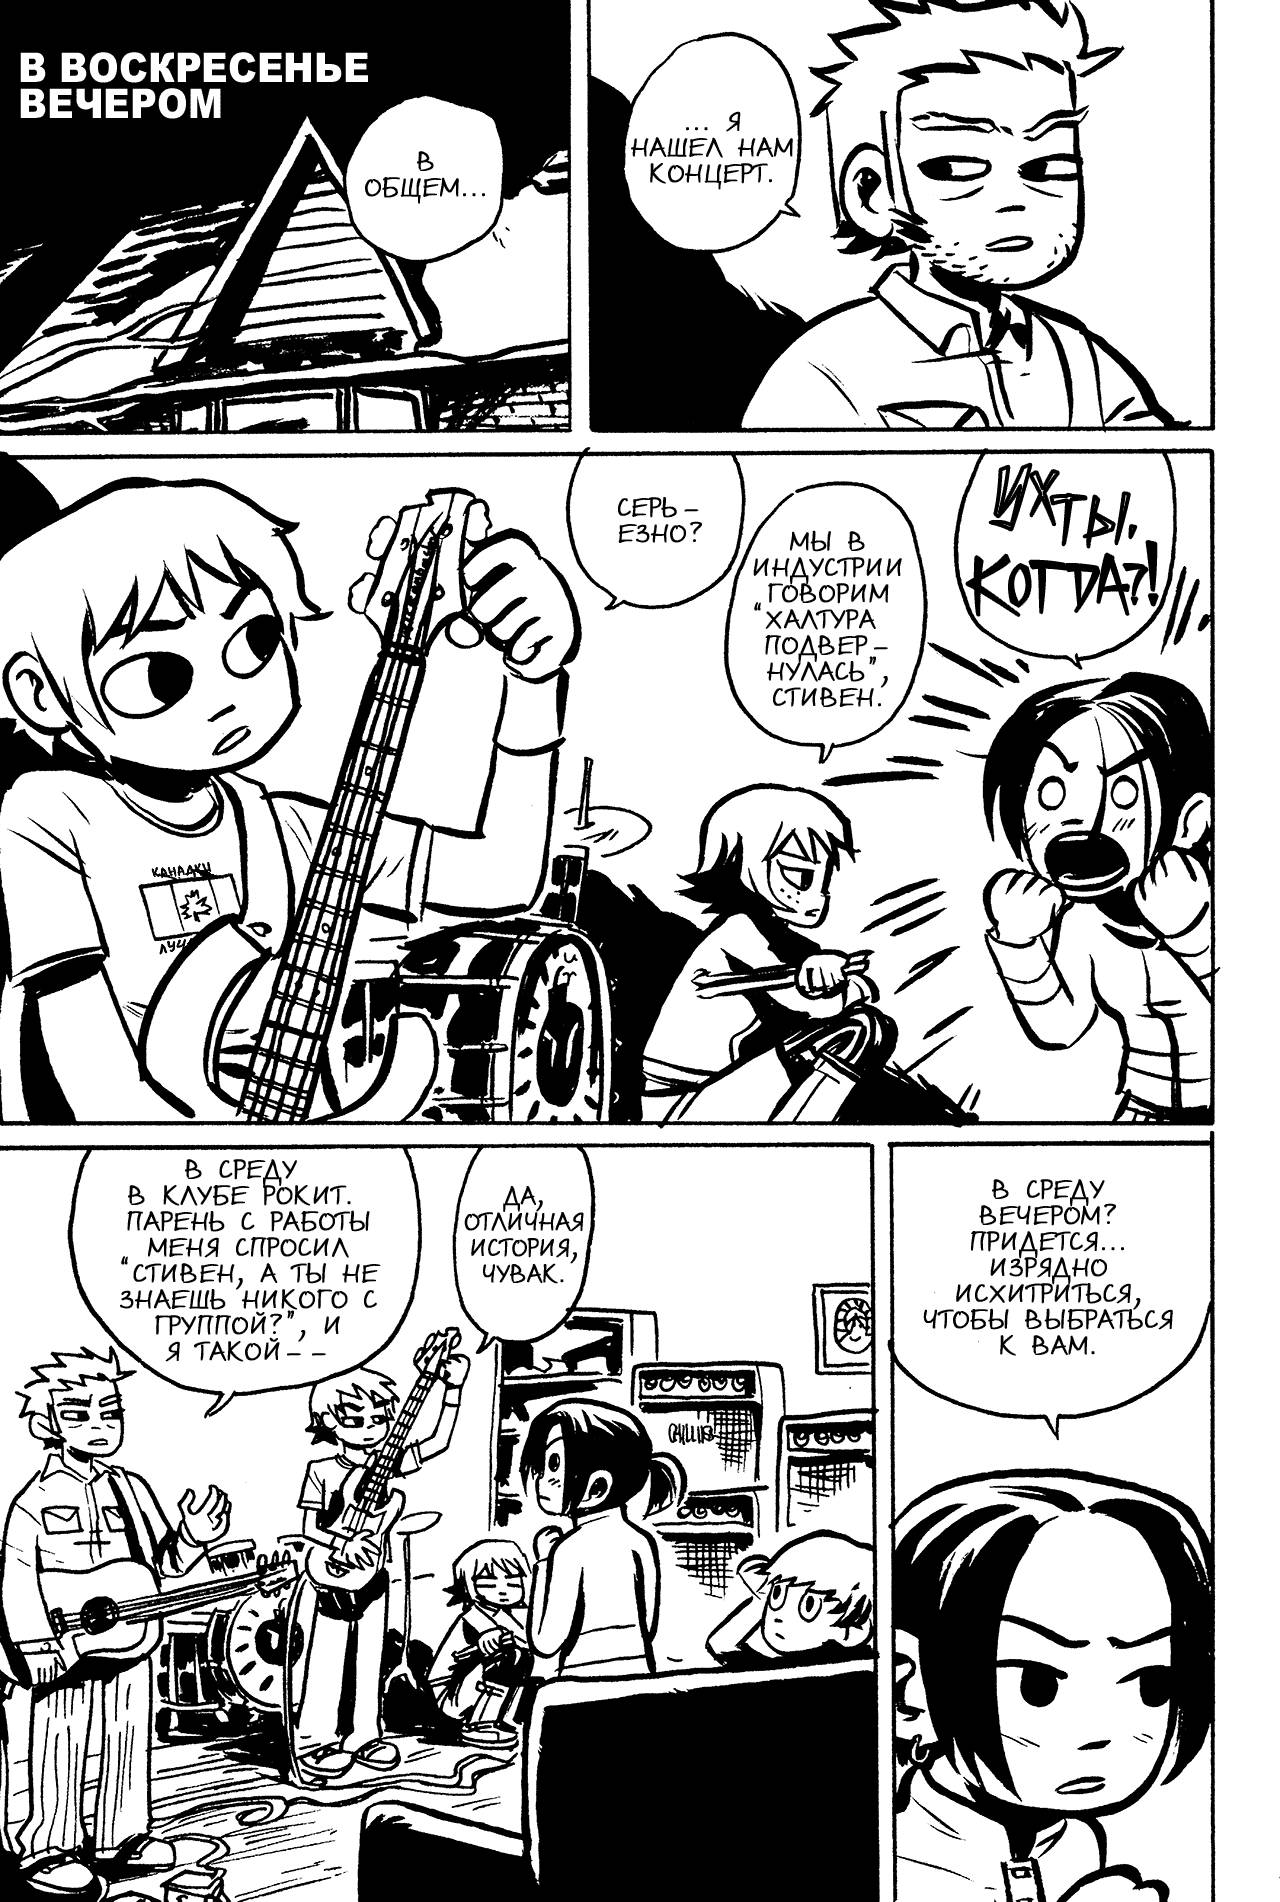 В ВОСКРЕСЕНЬЕ
ВЕЧЕРОМ
В
ОБЩЕМ...
... Я
НАШЕЛ НАМ
КОНЦЕРТ.
СЕРЬ-
ЕЗНО?
МЫ В
ИНДУСТРИИ
ГОВОРИМ
"ХАЛТУРА
ПОДВЕР-
НУЛАСЬ",
СТИВЕН.
УХ ТЫ,
КОГДА?!
КАНАДКИ
В СРЕДУ
В КЛУБЕ РОКИТ.
ПАРЕНЬ С РАБОТЫ
МЕНЯ СПРОСИЛ
"СТИВЕН, А ТЫ НЕ
ЗНАЕШЬ НИКОГО С
ГРУППОЙ?", И
Я ТАКОЙ--
ДА,
ОТЛИЧНАЯ
ИСТОРИЯ,
ЧУВАК.
В СРЕДУ
ВЕЧЕРОМ?
ПРИДЕТСЯ...
ИЗРЯДНО
ИСХИТРИТЬСЯ,
ЧТОБЫ ВЫБРАТЬСЯ
К ВАМ.